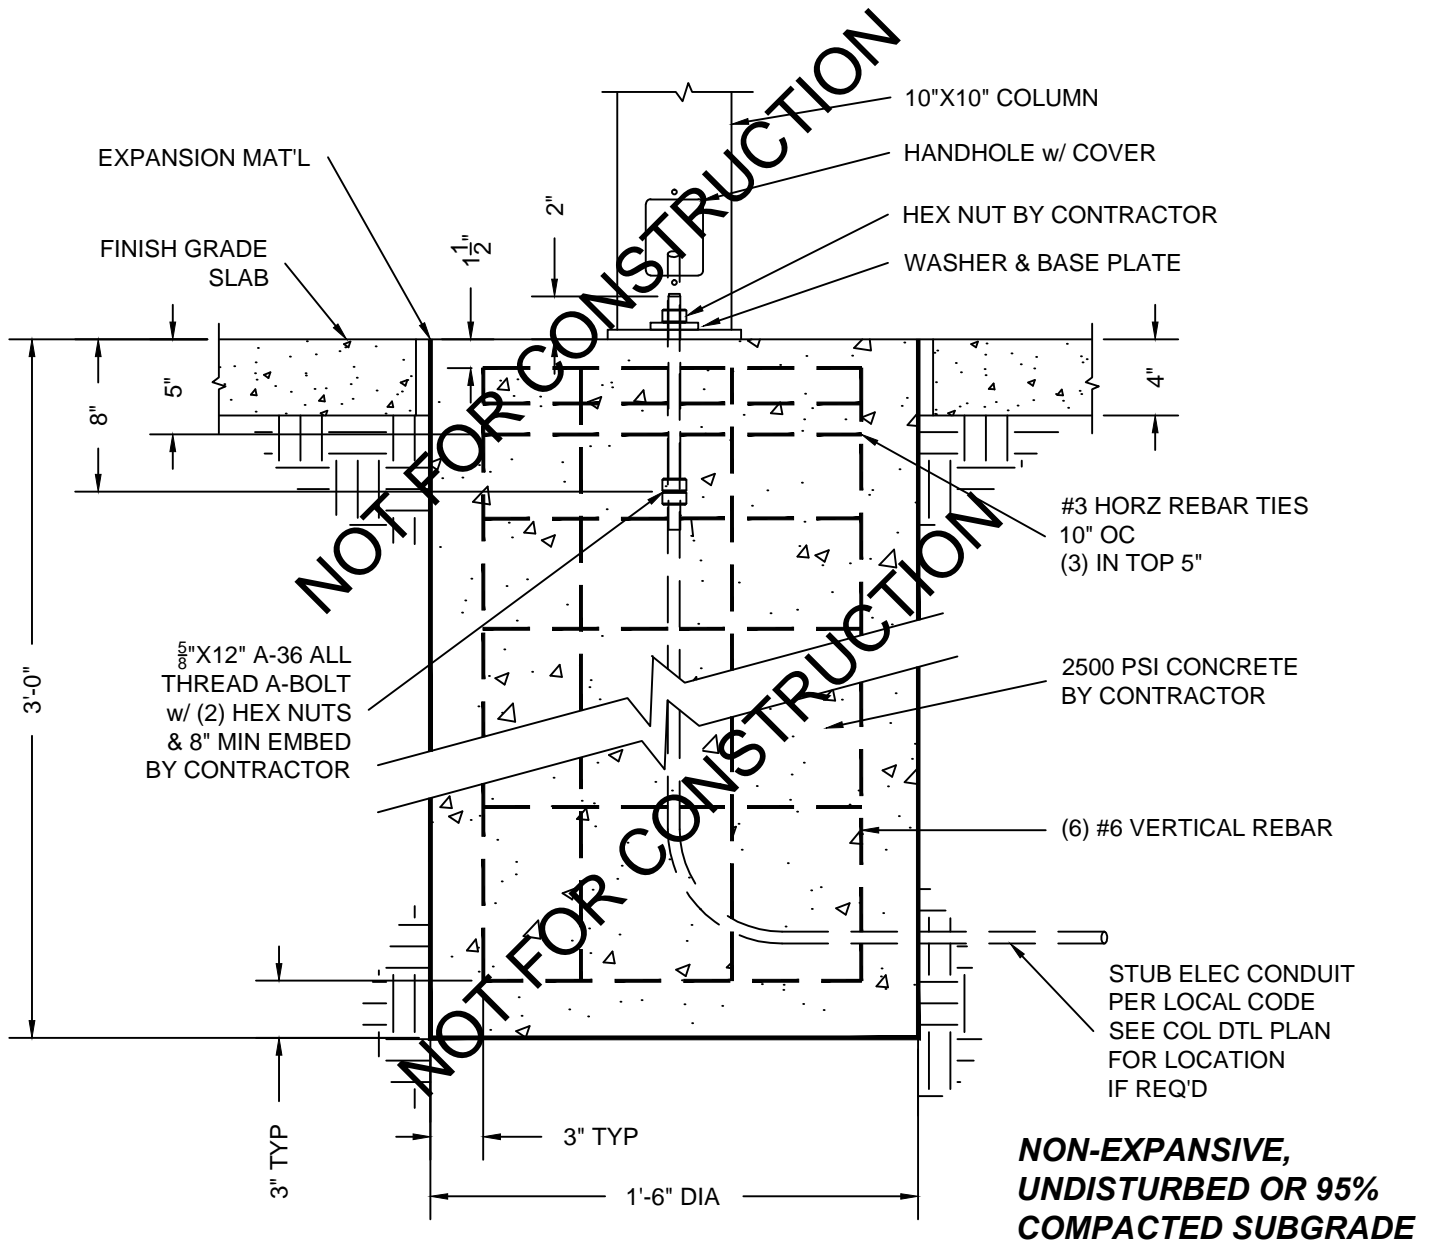 10"X10" COLUMN
HANDHOLE w/ COVER
HEX NUT BY CONTRACTOR
WASHER & BASE PLATE
EXPANSION MAT'L
FINISH GRADE
SLAB
2"
1 1/2"
5"
8"
4"
3'-0"
#3 HORZ REBAR TIES
10" OC
(3) IN TOP 5"
5/8"X12" A-36 ALL
THREAD A-BOLT
w/ (2) HEX NUTS
& 8" MIN EMBED
BY CONTRACTOR
2500 PSI CONCRETE
BY CONTRACTOR
(6) #6 VERTICAL REBAR
STUB ELEC CONDUIT
PER LOCAL CODE
SEE COL DTL PLAN
FOR LOCATION
IF REQ'D
3" TYP
3" TYP
1'-6" DIA
NON-EXPANSIVE,
UNDISTURBED OR 95%
COMPACTED SUBGRADE
NOT FOR CONSTRUCTION
NOT FOR CONSTRUCTION